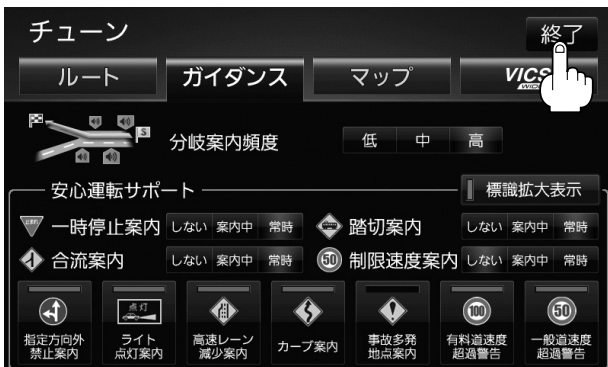 チューン
終了
ルート ガイダンス マップ VICS
WIDE
S
分岐案内頻度 低 中 高
安心運転サポート 標識拡大表示
一時停止案内 しない 案内中 常時 踏切案内 しない 案内中 常時
合流案内 しない 案内中 常時 50 制限速度案内 しない 案内中 常時
点灯 100 50
指定方向外
禁止案内
ライト
点灯案内
高速レーン
減少案内
カーブ案内
事故多発
地点案内
有料道速度
超過警告
一般道速度
超過警告